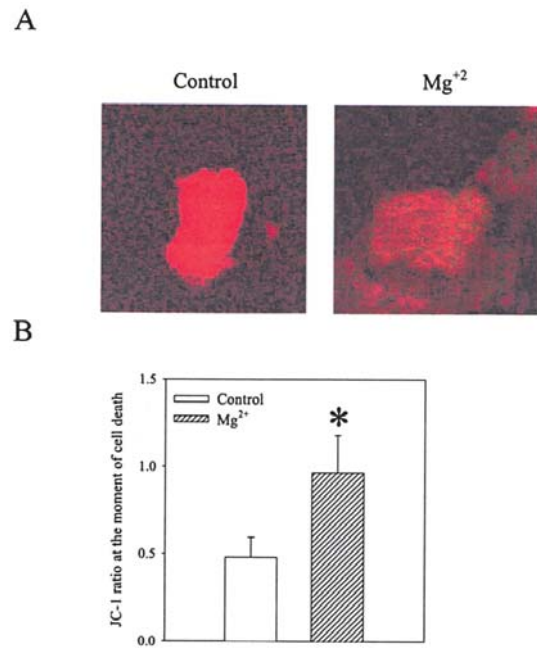 A
Control Mg⁺²
B
1.5
Control
Mg²⁺
*
1.0
0.5
0.0
JC-1 ratio at the moment of cell death